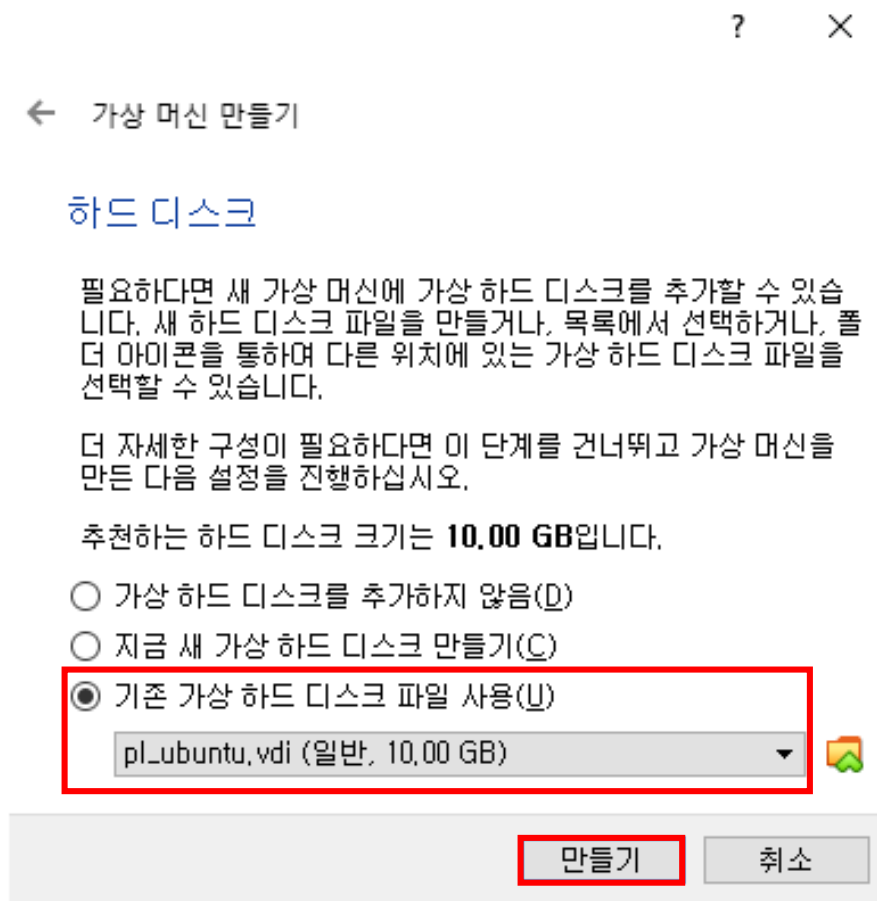 ?
가상 머신 만들기
하드 디스크
필요하다면 새 가상 머신에 가상 하드 디스크를 추가할 수 있습
니다. 새 하드 디스크 파일을 만들거나, 목록에서 선택하거나, 폴
더 아이콘을 통하여 다른 위치에 있는 가상 하드 디스크 파일을
선택할 수 있습니다.
더 자세한 구성이 필요하다면 이 단계를 건너뛰고 가상 머신을
만든 다음 설정을 진행하십시오.
추천하는 하드 디스크 크기는 10.00 GB입니다.
가상 하드 디스크를 추가하지 않음(D)
지금 새 가상 하드 디스크 만들기(C)
기존 가상 하드 디스크 파일 사용(U)
pl_ubuntu.vdi (일반, 10.00 GB)
만들기 취소